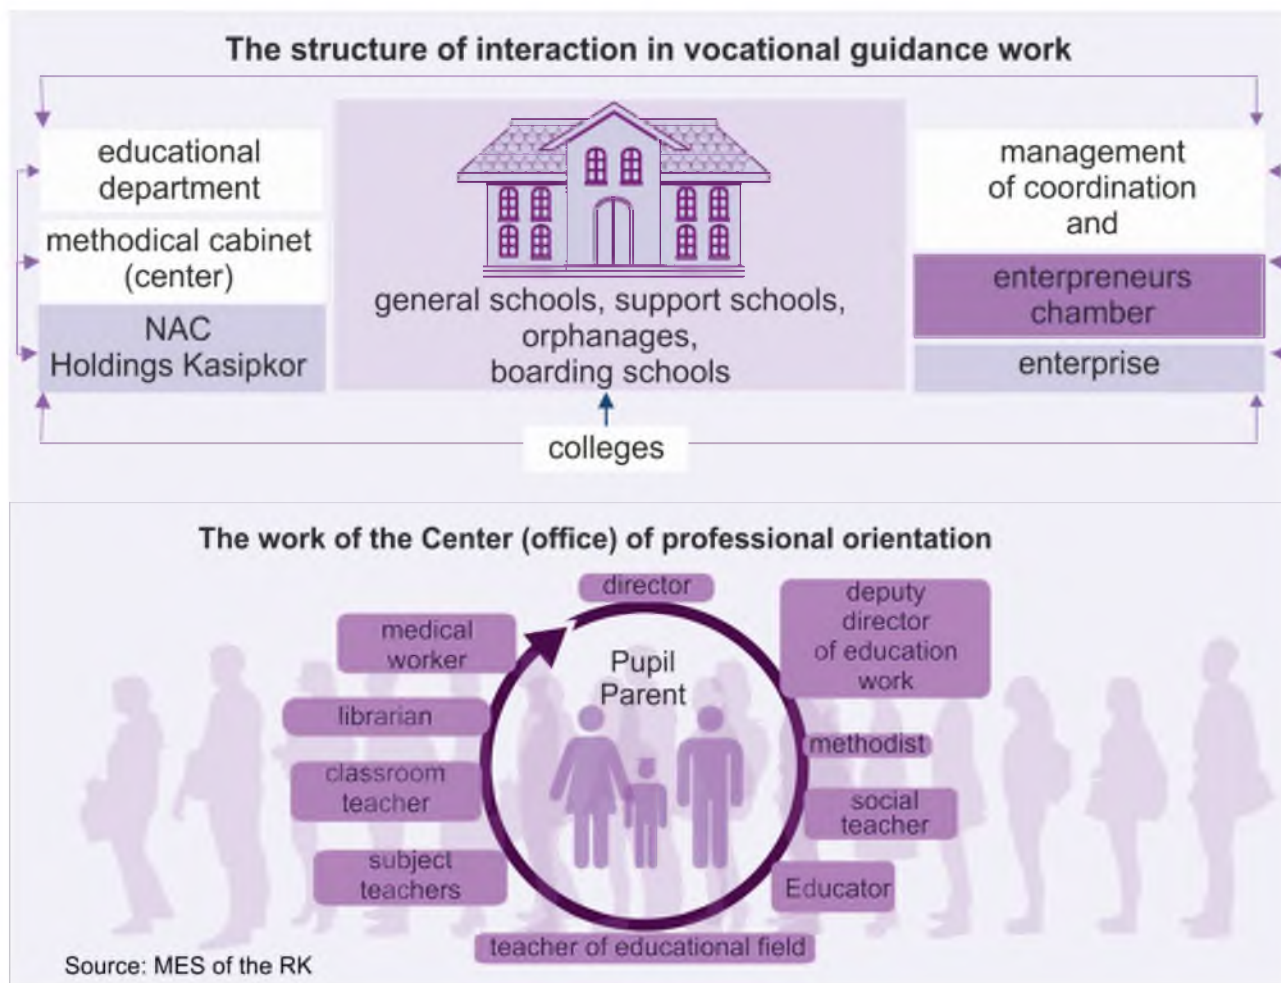 The structure of interaction in vocational guidance work
educational
department
methodical cabinet
(center)
NAC
Holdings Kasipkor
general schools, support schools,
orphanages,
boarding schools
management
of coordination
and
enterpreneurs
chamber
enterprise
colleges
The work of the Center (office) of professional orientation
director
deputy
director
of education
work
medical
worker
Pupil
Parent
librarian
methodist
classroom
teacher
social
teacher
subject
teachers
Educator
teacher of educational field
Source: MES of the RK